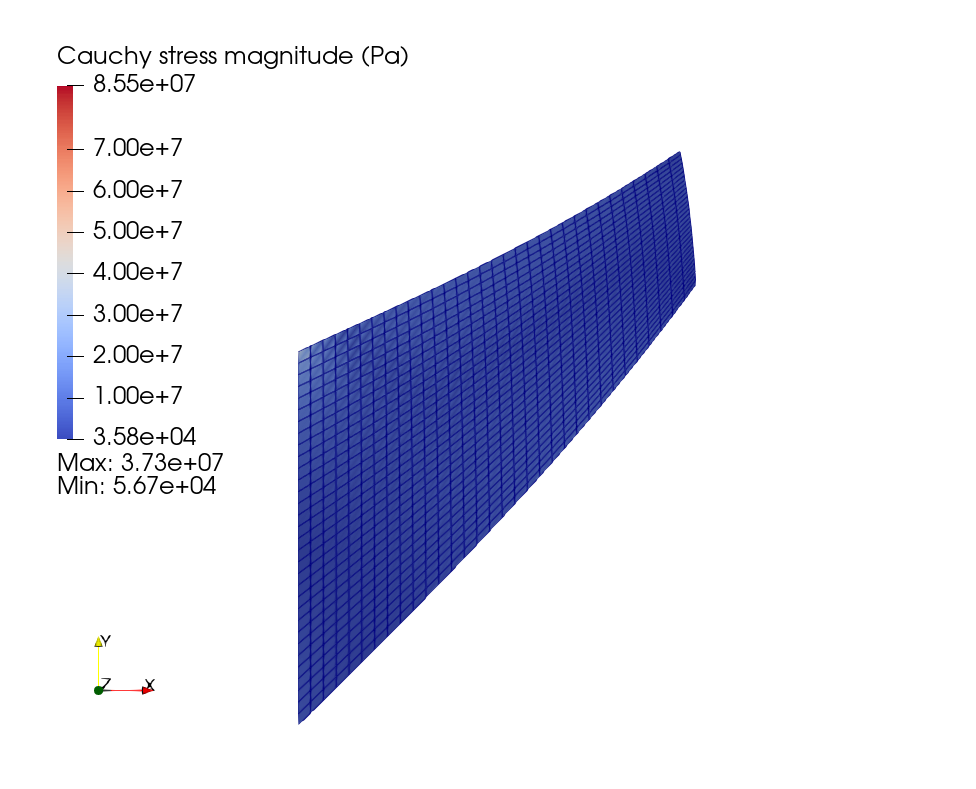 Cauchy stress magnitude (Pa)
8.55e+07
7.00e+7
6.00e+7
5.00e+7
4.00e+7
3.00e+7
2.00e+7
1.00e+7
3.58e+04
Max: 3.73e+07
Min: 5.67e+04
Y
Z X